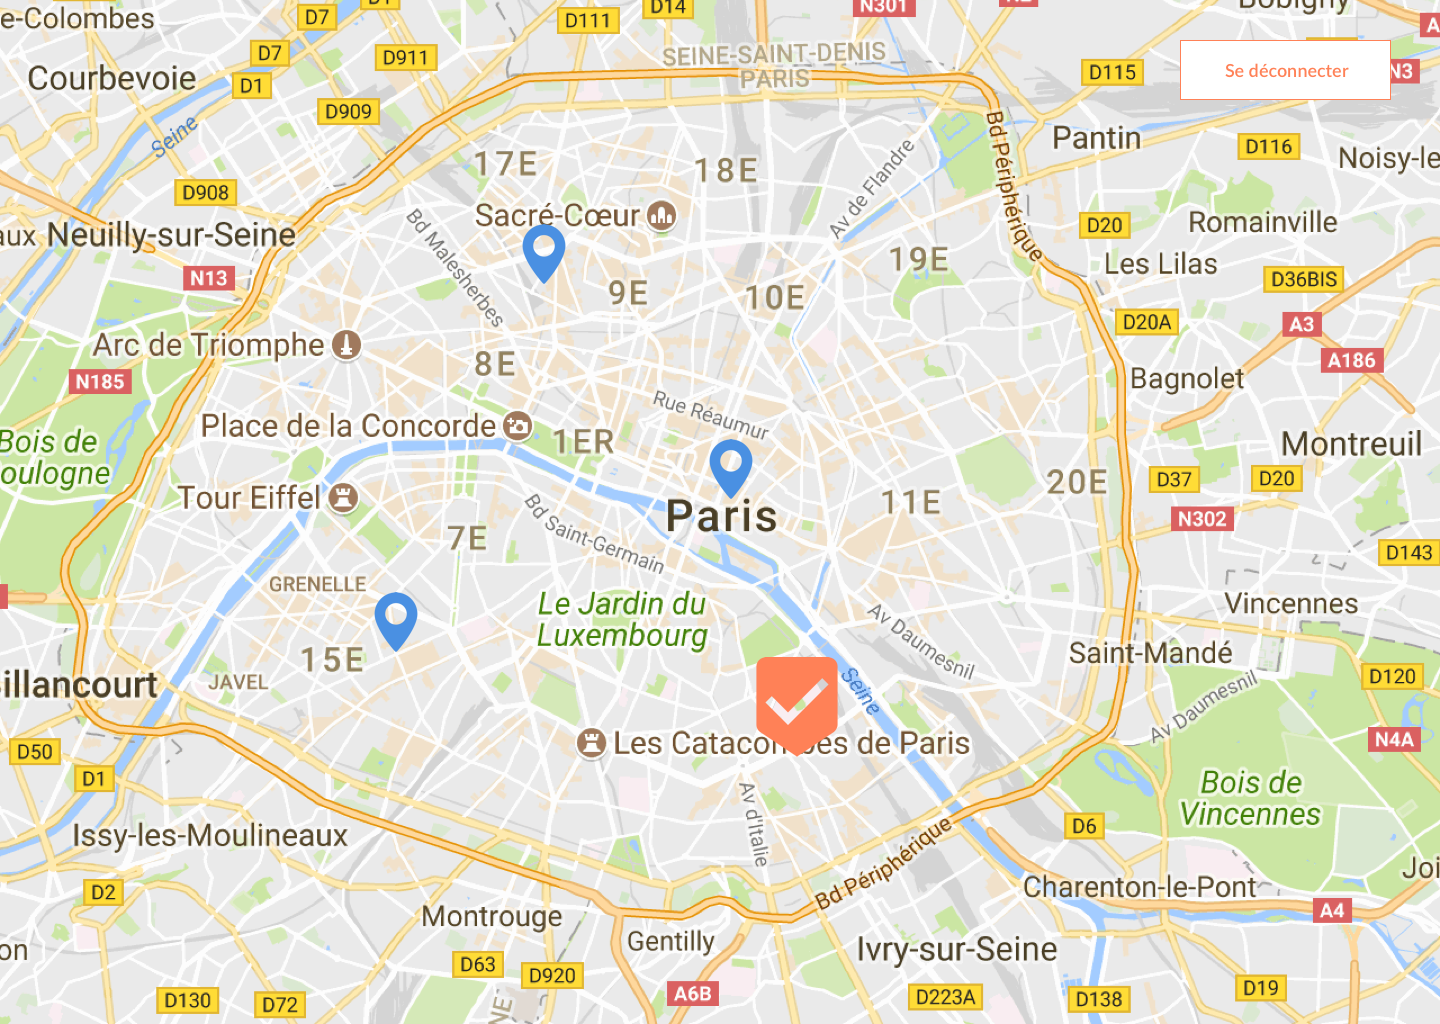 e-Colombes
D7
D1
D111
D14
N301
N2
Bobigny
A
D7
D911
SEINE-SAINT-DENIS
PARIS
D115
Se déconnecter
N3
Courbevoie
D1
D909
Seine
Bd Périphérique
Pantin
D116
Noisy-le
17E
18E
Av de Flandre
D908
Sacré-Cœur
D20
Romainville
aux
Neuilly-sur-Seine
Bd Malesherbes
19E
Les Lilas
N13
9E
10E
D36BIS
D20A
A3
Arc de Triomphe
8E
A186
N185
Bagnolet
Rue Réaumur
Place de la Concorde
1ER
Bois de
oulogne
Montreuil
Tour Eiffel
20E
D37
D20
11E
Paris
N302
Bd Saint-Germain
7E
D143
GRENELLE
Le Jardin du
Luxembourg
Vincennes
Av Daumesnil
15E
Saint-Mandé
JAVEL
illancourt
Seine
D120
Av Daumesnil
D50
Les Catacombes de Paris
N4A
D1
Av d'Italie
Bois de
Vincennes
Issy-les-Moulineaux
D6
Bd Périphérique
D2
Charenton-le-Pont
Joi
Montrouge
A4
Gentilly
Ivry-sur-Seine
on
D63
D920
A6B
D130
D72
NE
D223A
D138
D19